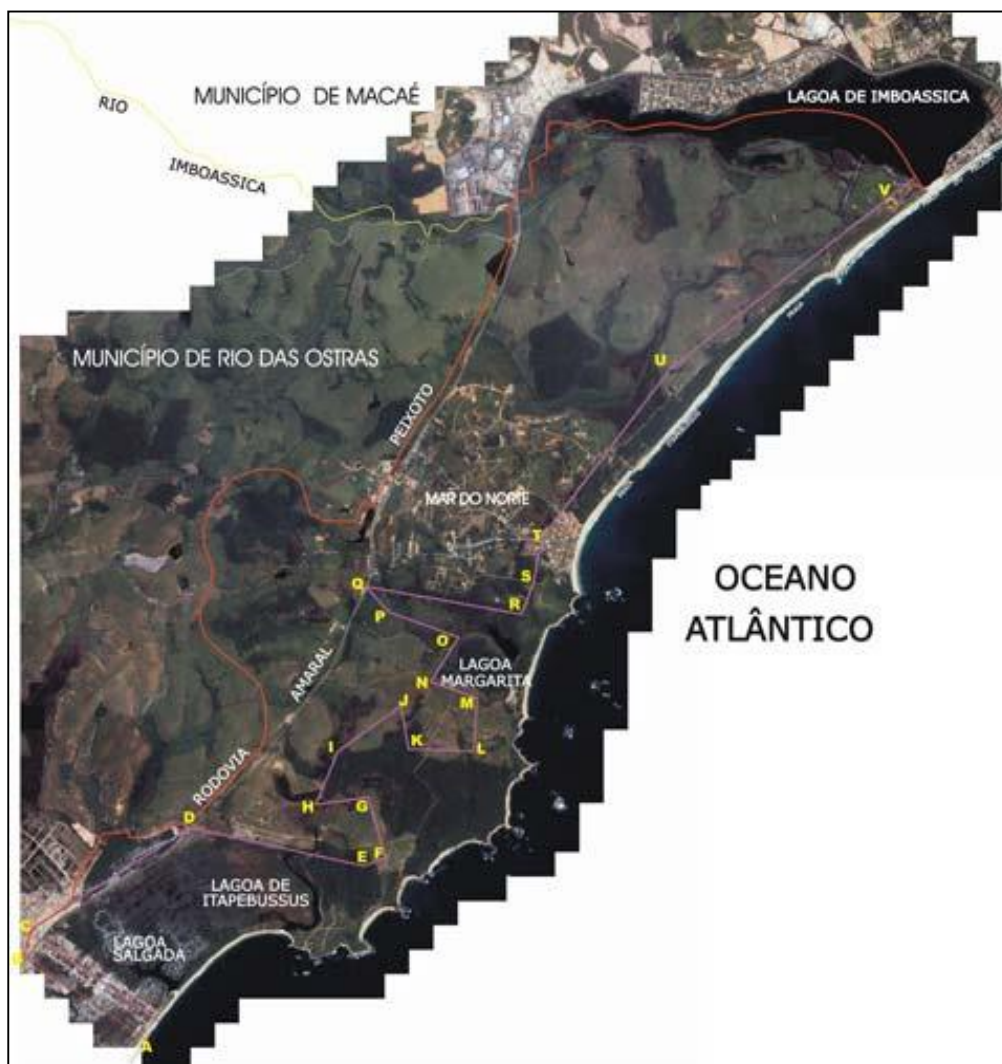 LAGOA DE IMBOASSICA
MUNICÍPIO DE MACAÉ
RIO
IMBOASSICA
V
MUNICÍPIO DE RIO DAS OSTRAS
U
PEIXOTO
MAR DO NORTE
T
S
R
Q
P
O
OCEANO
ATLÂNTICO
LAGOA
MARGARITA
AMARAL
N
M
J
K
L
I
RODOVIA
H
G
D
E
F
LAGOA DE
ITAPEBUSSUS
C
LAGOA
SALGADA
B
A